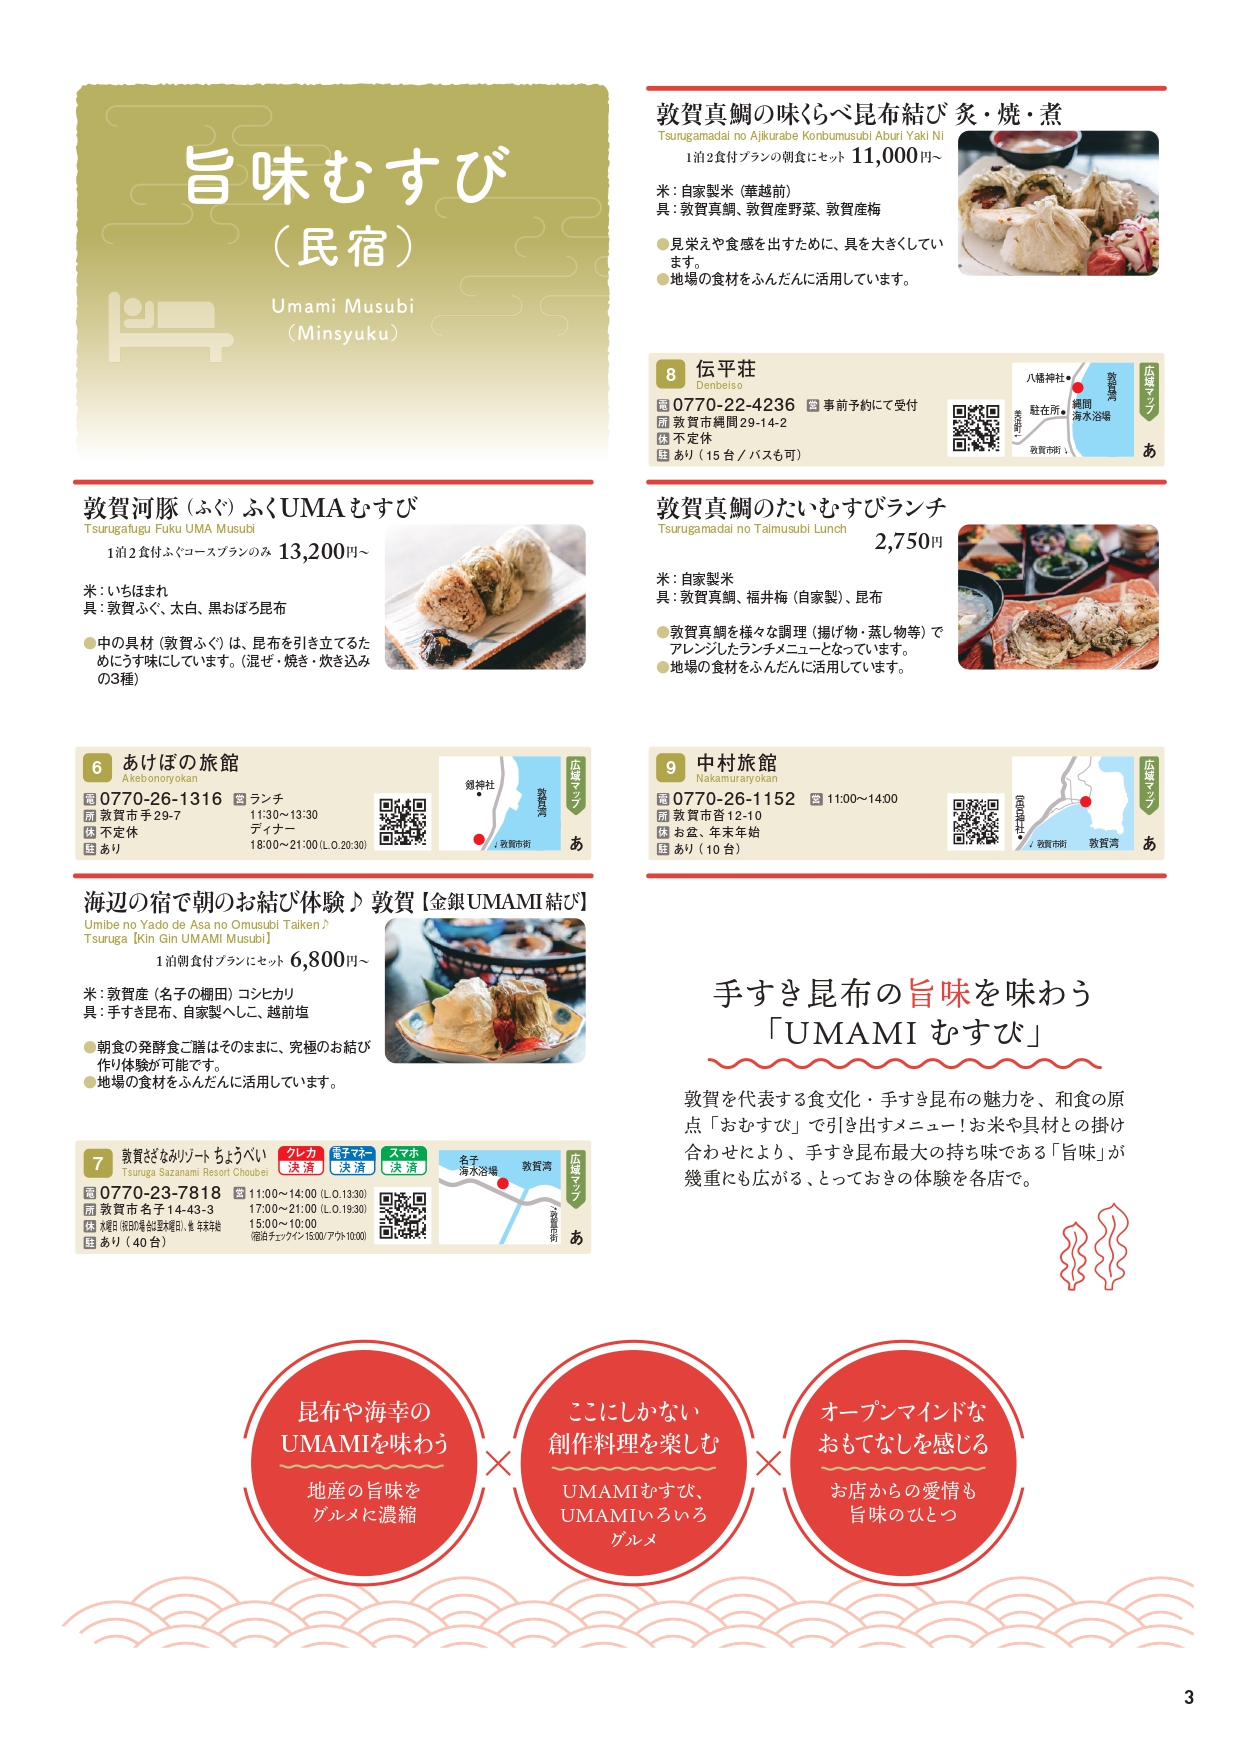 旨味むすび
（民宿）
Umami Musubi
（Minsyuku）
敦賀河豚（ふぐ）ふくUMAむすび
Tsurugafugu Fuku UMA Musubi
1泊2食付ふぐコースプランのみ 13,200円～
米：いちほまれ
具：敦賀ふぐ、太白、黒おぼろ昆布
●中の具材（敦賀ふぐ）は、昆布を引き立てるた
めにうす味にしています。（混ぜ・焼き・炊き込み
の3種）
6 あけぼの旅館
Akebonoryokan
電 0770-26-1316
所 敦賀市手29-7
休 不定休
駐 あり
営 ランチ
11:30～13:30
ディナー
18:00～21:00（L.O.20:30）
剱神社
敦賀湾
↓敦賀市街
広域マップ
あ
海辺の宿で朝のお結び体験♪ 敦賀【金銀UMAMI結び】
Umibe no Yado de Asa no Omusubi Taiken♪
Tsuruga【Kin Gin UMAMI Musubi】
1泊朝食付プランにセット 6,800円～
米：敦賀産（名子の棚田）コシヒカリ
具：手すき昆布、自家製へしこ、越前塩
●朝食の発酵食ご膳はそのままに、究極のお結び
作り体験が可能です。
●地場の食材をふんだんに活用しています。
7 敦賀さざなみリゾート ちょうべい
Tsuruga Sazanami Resort Choubei
クレカ決済
電子マネー決済
スマホ決済
電 0770-23-7818
所 敦賀市名子14-43-3
休 水曜日（祝日の場合は翌木曜日）、他 年末年始
駐 あり（40台）
営 11:00～14:00（L.O.13:30）
17:00～21:00（L.O.19:30）
15:00～10:00
（宿泊チェックイン15:00/アウト10:00）
名子
海水浴場
敦賀湾
→敦賀市街
広域マップ
あ
敦賀真鯛の味くらべ昆布結び 炙・焼・煮
Tsurugamadai no Ajikurabe Konbumusubi Aburi Yaki Ni
1泊2食付プランの朝食にセット 11,000円～
米：自家製米（華越前）
具：敦賀真鯛、敦賀産野菜、敦賀産梅
●見栄えや食感を出すために、具を大きくしてい
ます。
●地場の食材をふんだんに活用しています。
8 伝平荘
Denbeiso
電 0770-22-4236 営 事前予約にて受付
所 敦賀市縄間29-14-2
休 不定休
駐 あり（15台/バスも可）
八幡神社
敦賀湾
駐在所
縄間
海水浴場
美浜町←
敦賀市街↓
広域マップ
あ
敦賀真鯛のたいむすびランチ
Tsurugamadai no Taimusubi Lunch
2,750円
米：自家製米
具：敦賀真鯛、福井梅（自家製）、昆布
●敦賀真鯛を様々な調理（揚げ物・蒸し物等）で
アレンジしたランチメニューとなっています。
●地場の食材をふんだんに活用しています。
9 中村旅館
Nakamuraryokan
電 0770-26-1152 営 11:00～14:00
所 敦賀市沓12-10
休 お盆、年末年始
駐 あり（10台）
常宮神社
↓敦賀市街
敦賀湾
広域マップ
あ
手すき昆布の旨味を味わう
「UMAMI むすび」
敦賀を代表する食文化・手すき昆布の魅力を、和食の原
点「おむすび」で引き出すメニュー！お米や具材との掛け
合わせにより、手すき昆布最大の持ち味である「旨味」が
幾重にも広がる、とっておきの体験を各店で。
昆布や海幸の
UMAMIを味わう
地産の旨味を
グルメに濃縮
×
ここにしかない
創作料理を楽しむ
UMAMIむすび、
UMAMIいろいろ
グルメ
×
オープンマインドな
おもてなしを感じる
お店からの愛情も
旨味のひとつ
3